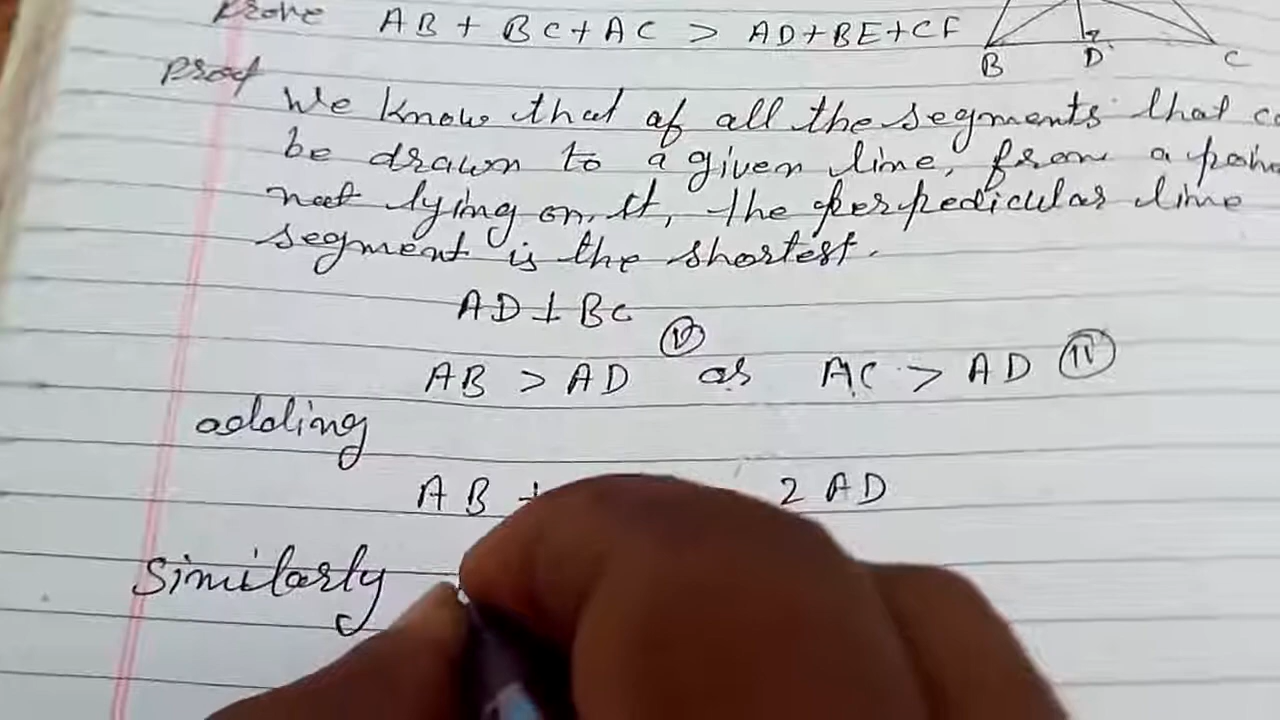 Prove AB + BC + AC > AD + BE + CF
B D C
Proof
We know that of all the segments that
be drawn to a given line, from a
not lying on it, the perpedicular line
segment is the shortest.
AD ⊥ BC
AB > AD as AC > AD
adding
AB + 2 AD
Similarly